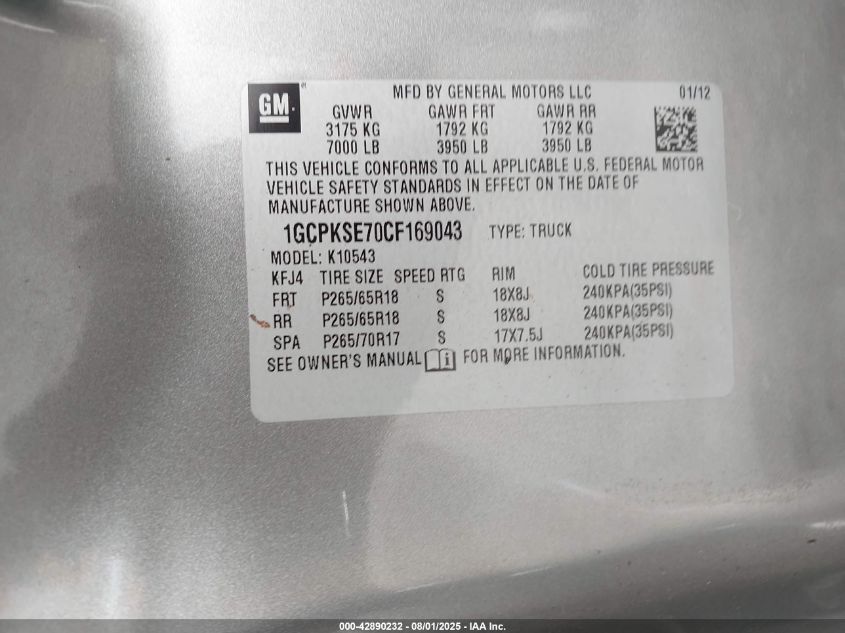 GM
MFD BY GENERAL MOTORS LLC 01/12
GVWR GAWR FRT GAWR RR
3175 KG 1792 KG 1792 KG
7000 LB 3950 LB 3950 LB
THIS VEHICLE CONFORMS TO ALL APPLICABLE U.S. FEDERAL MOTOR
VEHICLE SAFETY STANDARDS IN EFFECT ON THE DATE OF
MANUFACTURE SHOWN ABOVE.
1GCPKSE70CF169043 TYPE: TRUCK
MODEL: K10543
KFJ4 TIRE SIZE SPEED RTG RIM COLD TIRE PRESSURE
FRT P265/65R18 S 18X8J 240KPA(35PSI)
RR P265/65R18 S 18X8J 240KPA(35PSI)
SPA P265/70R17 S 17X7.5J 240KPA(35PSI)
SEE OWNER'S MANUAL i FOR MORE INFORMATION.
000-42890232 - 08/01/2025 - IAA Inc.